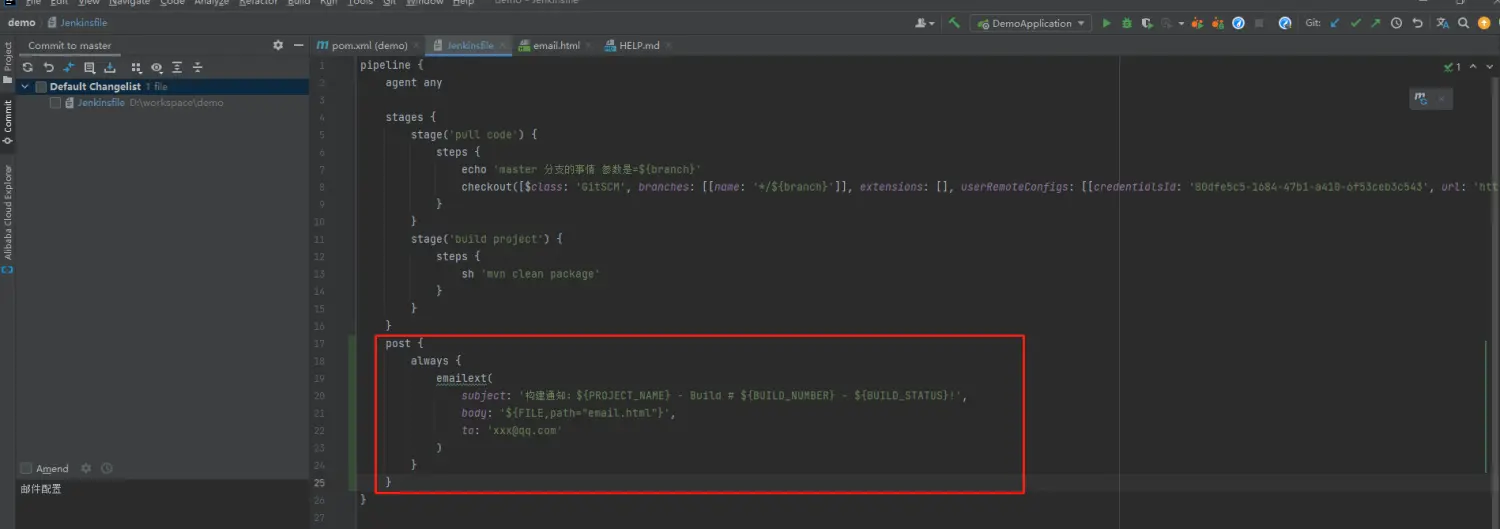 File Edit View Navigate Code Analyze Refactor Build Run Tools Git Window Help demo - Jenkinsfile
demo Jenkinsfile DemoApplication Git:
Commit to master pom.xml (demo) Jenkinsfile email.html HELP.md
Project
Commit
Alibaba Cloud Explorer
Default Changelist 1 file
Jenkinsfile D:\workspace\demo
1
1 pipeline {
2 agent any
3
4 stages {
5 stage('pull code') {
6 steps {
7 echo 'master 分支的事情 参数是=${branch}'
8 checkout([$class: 'GitSCM', branches: [[name: '*/${branch}']], extensions: [], userRemoteConfigs: [[credentialsId: '80dfe5c5-1684-47b1-a410-6f53ceb3c543', url: 'htt
9 }
10 }
11 stage('build project') {
12 steps {
13 sh 'mvn clean package'
14 }
15 }
16 }
17 post {
18 always {
19 emailext(
20 subject: '构建通知：${PROJECT_NAME} - Build # ${BUILD_NUMBER} - ${BUILD_STATUS}!',
21 body: '${FILE,path="email.html"}',
22 to: 'xxx@qq.com'
23 )
24 }
25 }
26 }
27
Amend
邮件配置